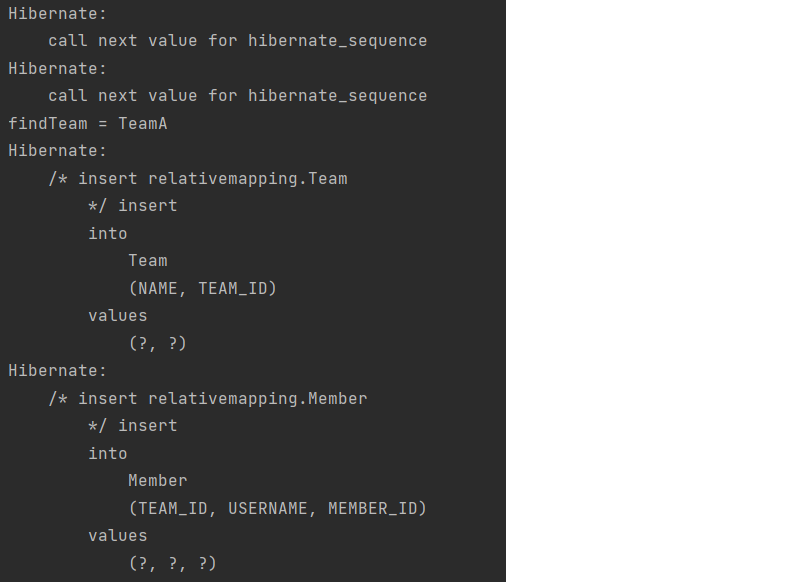 Hibernate:
    call next value for hibernate_sequence
Hibernate:
    call next value for hibernate_sequence
findTeam = TeamA
Hibernate:
    /* insert relativemapping.Team
        */ insert
        into
            Team
            (NAME, TEAM_ID)
        values
            (?, ?)
Hibernate:
    /* insert relativemapping.Member
        */ insert
        into
            Member
            (TEAM_ID, USERNAME, MEMBER_ID)
        values
            (?, ?, ?)